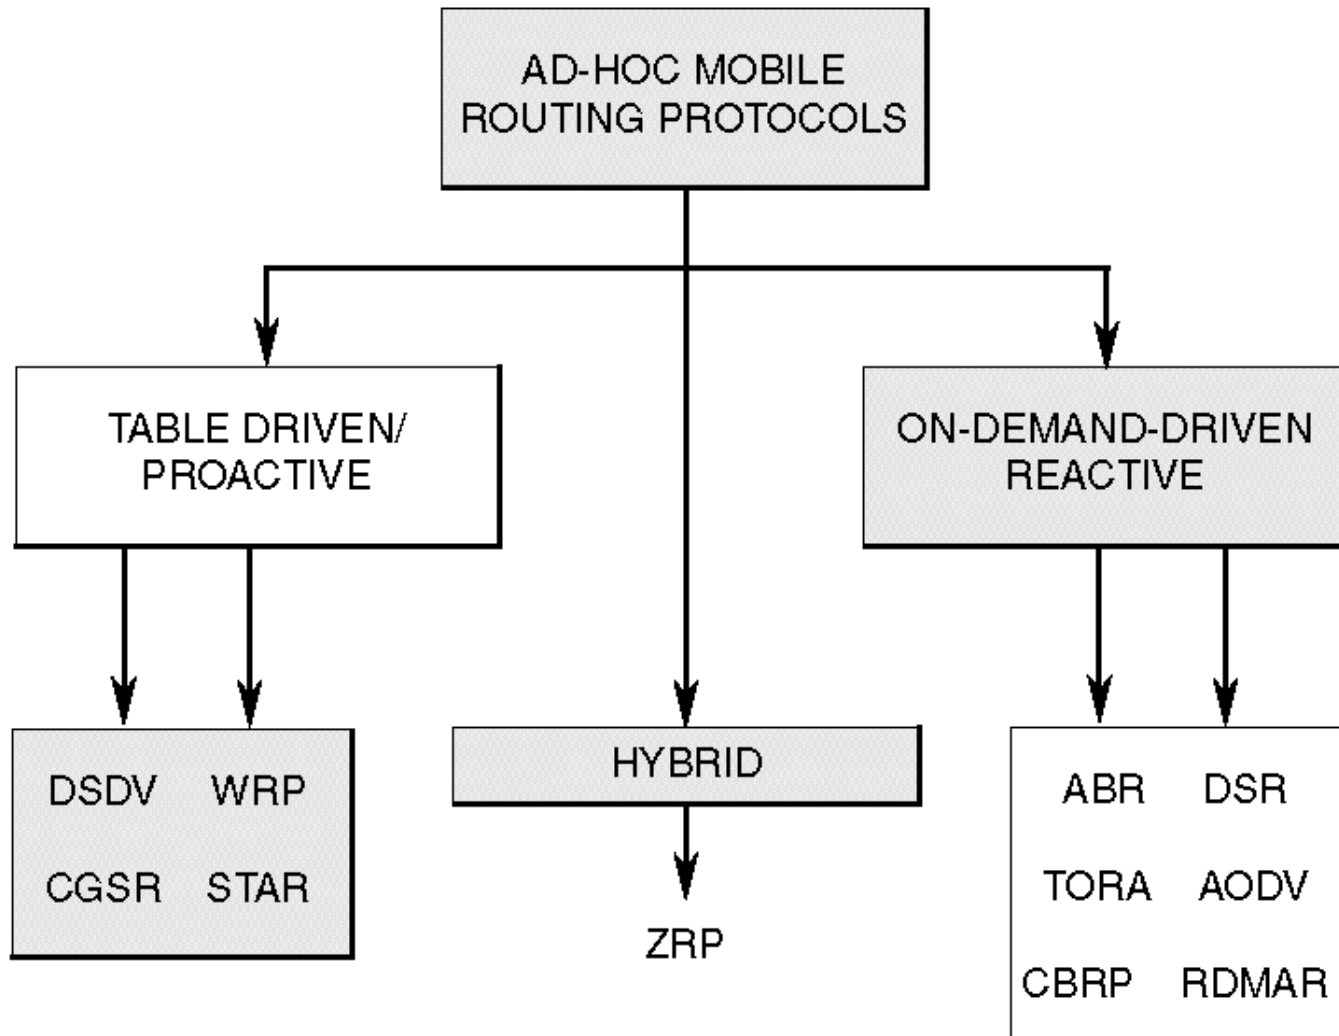 AD-HOC MOBILE
ROUTING PROTOCOLS
TABLE DRIVEN/
PROACTIVE
ON-DEMAND-DRIVEN
REACTIVE
HYBRID
DSDV WRP
CGSR STAR
ZRP
ABR DSR
TORA AODV
CBRP RDMAR